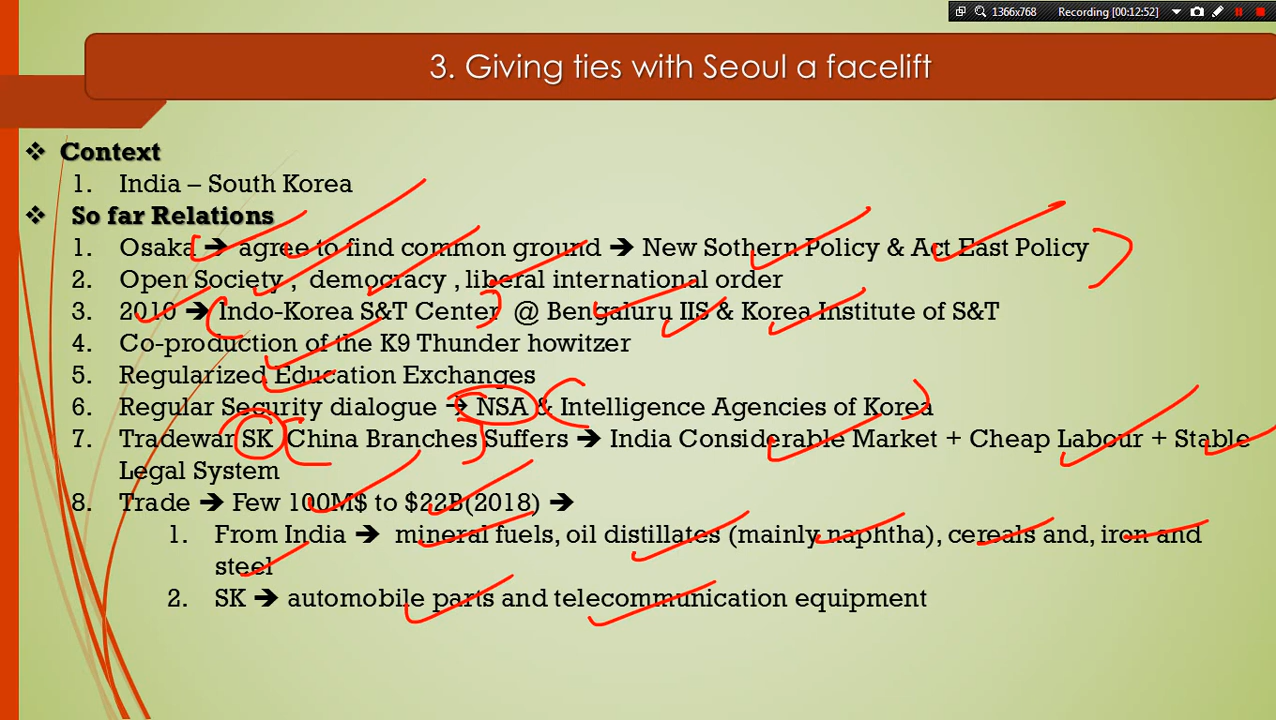 1366x768 Recording [00:12:52]
3. Giving ties with Seoul a facelift
❖ Context
1. India – South Korea
❖ So far Relations
1. Osaka ➔ agree to find common ground ➔ New Sothern Policy & Act East Policy
2. Open Society , democracy , liberal international order
3. 2010 ➔ Indo-Korea S&T Center @ Bengaluru IIS & Korea Institute of S&T
4. Co-production of the K9 Thunder howitzer
5. Regularized Education Exchanges
6. Regular Security dialogue ➔ NSA & Intelligence Agencies of Korea
7. Tradewar SK China Branches Suffers ➔ India Considerable Market + Cheap Labour + Stable
Legal System
8. Trade ➔ Few 100M$ to $22B(2018) ➔
1. From India ➔ mineral fuels, oil distillates (mainly naphtha), cereals and, iron and
steel
2. SK ➔ automobile parts and telecommunication equipment